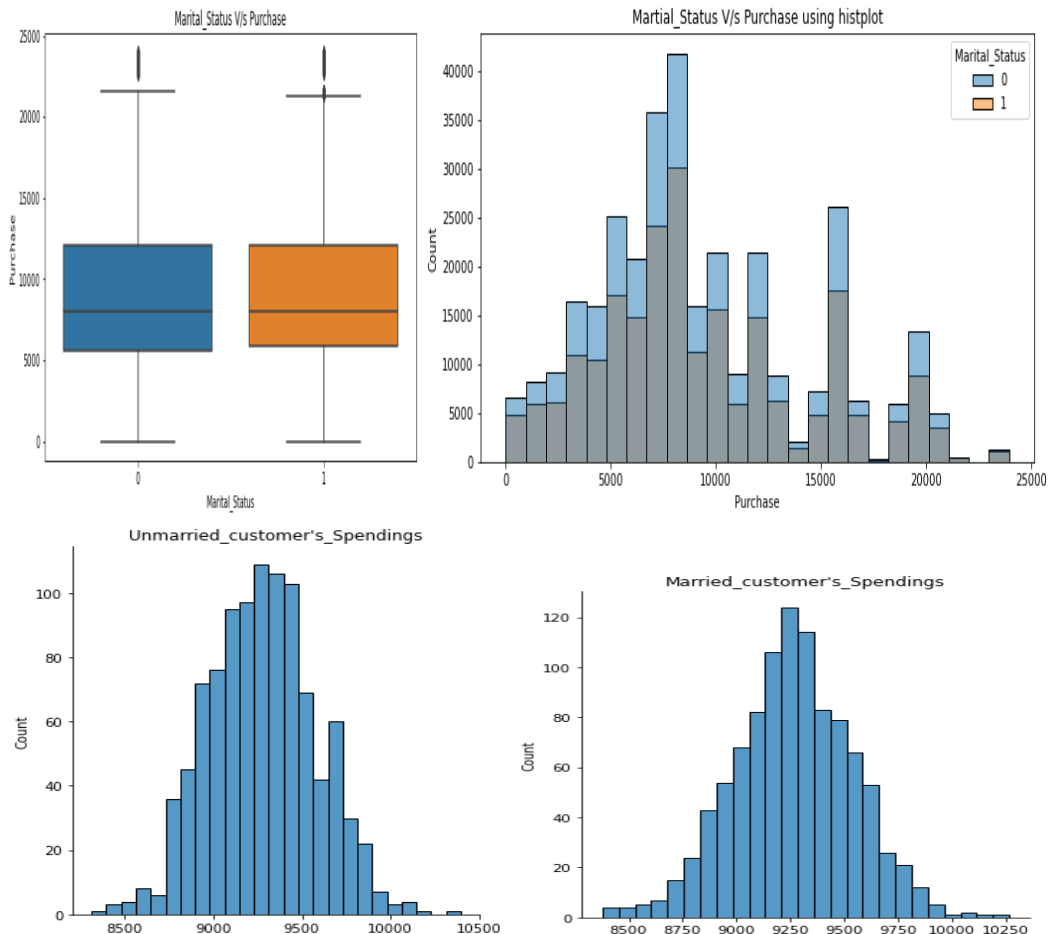 Marital_Status V/s Purchase
25000
20000
15000
10000
5000
0
Purchase
0 1
Marital_Status
Martial_Status V/s Purchase using histplot
Marital_Status
0
1
40000
35000
30000
25000
20000
15000
10000
5000
0
Count
0 5000 10000 15000 20000 25000
Purchase
Unmarried_customer's_Spendings
100
80
60
40
20
0
Count
8500 9000 9500 10000 10500
Married_customer's_Spendings
120
100
80
60
40
20
0
Count
8500 8750 9000 9250 9500 9750 10000 10250